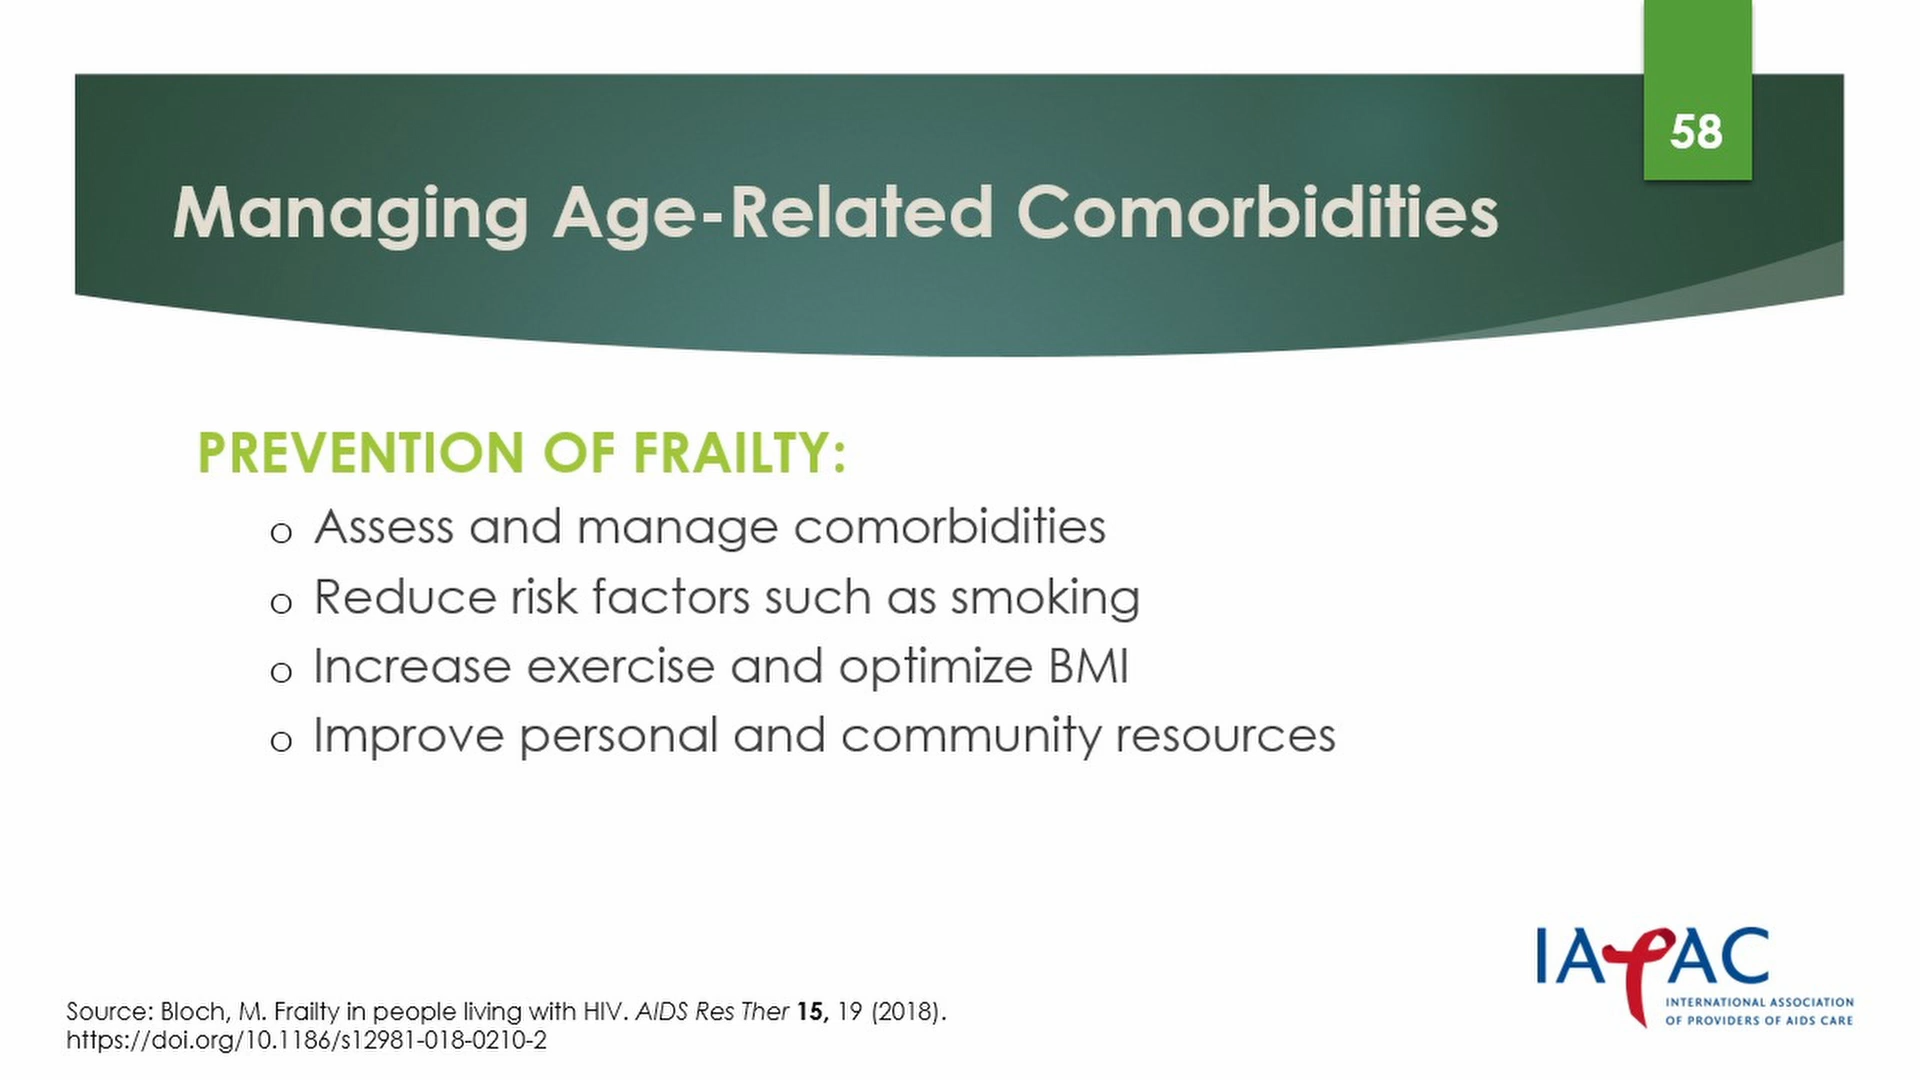 58
Managing Age-Related Comorbidities
PREVENTION OF FRAILTY:
o Assess and manage comorbidities
o Reduce risk factors such as smoking
o Increase exercise and optimize BMI
o Improve personal and community resources
IAPAC
INTERNATIONAL ASSOCIATION
OF PROVIDERS OF AIDS CARE
Source: Bloch, M. Frailty in people living with HIV. AIDS Res Ther 15, 19 (2018).
https://doi.org/10.1186/s12981-018-0210-2